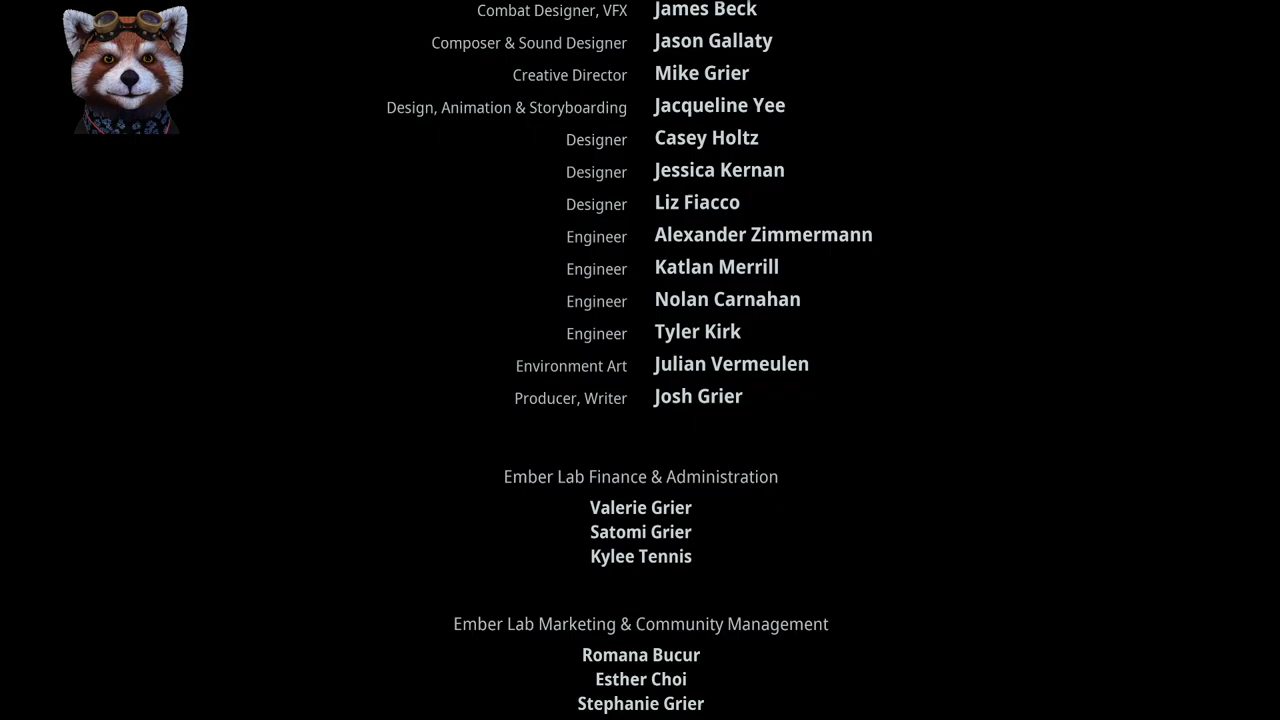 Combat Designer, VFX James Beck
Composer & Sound Designer Jason Gallaty
Creative Director Mike Grier
Design, Animation & Storyboarding Jacqueline Yee
Designer Casey Holtz
Designer Jessica Kernan
Designer Liz Fiacco
Engineer Alexander Zimmermann
Engineer Katlan Merrill
Engineer Nolan Carnahan
Engineer Tyler Kirk
Environment Art Julian Vermeulen
Producer, Writer Josh Grier
Ember Lab Finance & Administration
Valerie Grier
Satomi Grier
Kylee Tennis
Ember Lab Marketing & Community Management
Romana Bucur
Esther Choi
Stephanie Grier